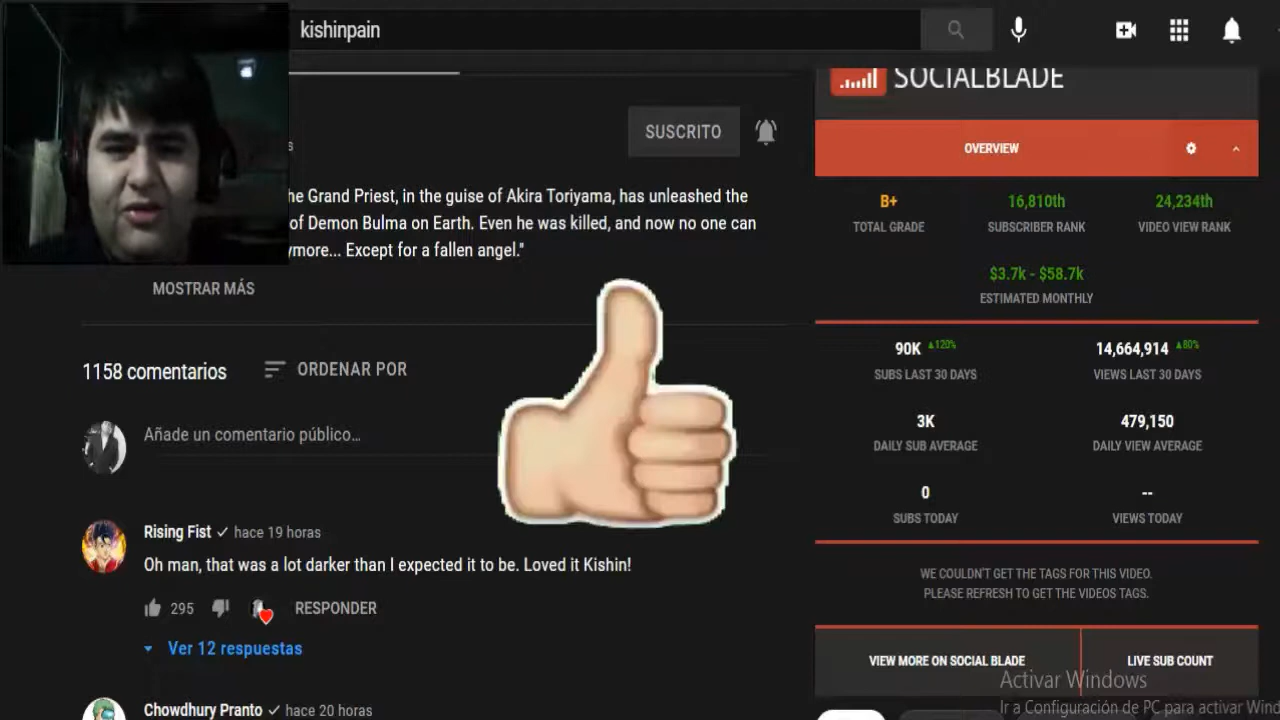 kishinpain
SOCIALBLADE
s
SUSCRITO
he Grand Priest, in the guise of Akira Toriyama, has unleashed the
of Demon Bulma on Earth. Even he was killed, and now no one can
ymore... Except for a fallen angel."
MOSTRAR MÁS
1158 comentarios
ORDENAR POR
Añade un comentario público...
Rising Fist hace 19 horas
Oh man, that was a lot darker than I expected it to be. Loved it Kishin!
295 RESPONDER
Ver 12 respuestas
Chowdhury Pranto hace 20 horas
OVERVIEW
B+ 16,810th 24,234th
TOTAL GRADE SUBSCRIBER RANK VIDEO VIEW RANK
$3.7k - $58.7k
ESTIMATED MONTHLY
90K ▲120% 14,664,914 ▲80%
SUBS LAST 30 DAYS VIEWS LAST 30 DAYS
3K 479,150
DAILY SUB AVERAGE DAILY VIEW AVERAGE
0 --
SUBS TODAY VIEWS TODAY
WE COULDN'T GET THE TAGS FOR THIS VIDEO.
PLEASE REFRESH TO GET THE VIDEOS TAGS.
VIEW MORE ON SOCIAL BLADE LIVE SUB COUNT
Activar Windows
Ir a Configuración de PC para activar Wind